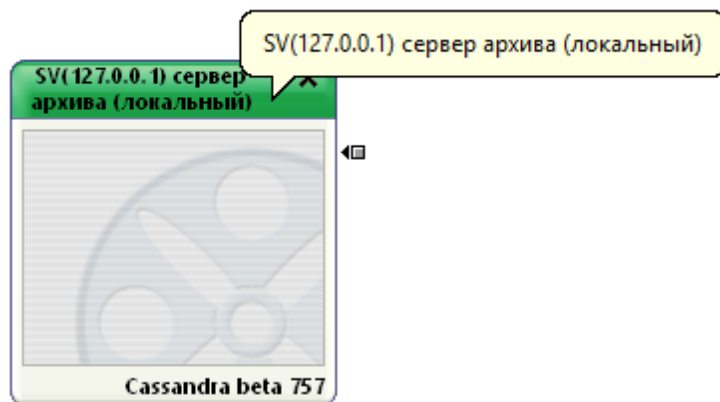 SV(127.0.0.1) сервер архива (локальный)
SV(127.0.0.1) сервер
архива (локальный)
Cassandra beta 757